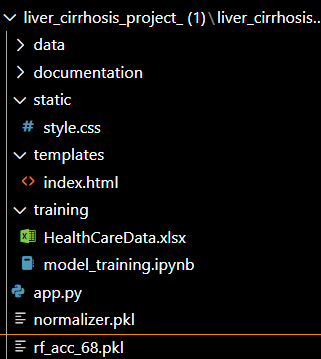 liver_cirrhosis_project_ (1) \ liver_cirrhosis...
data
documentation
static
# style.css
templates
<> index.html
training
HealthCareData.xlsx
model_training.ipynb
app.py
normalizer.pkl
rf_acc_68.pkl